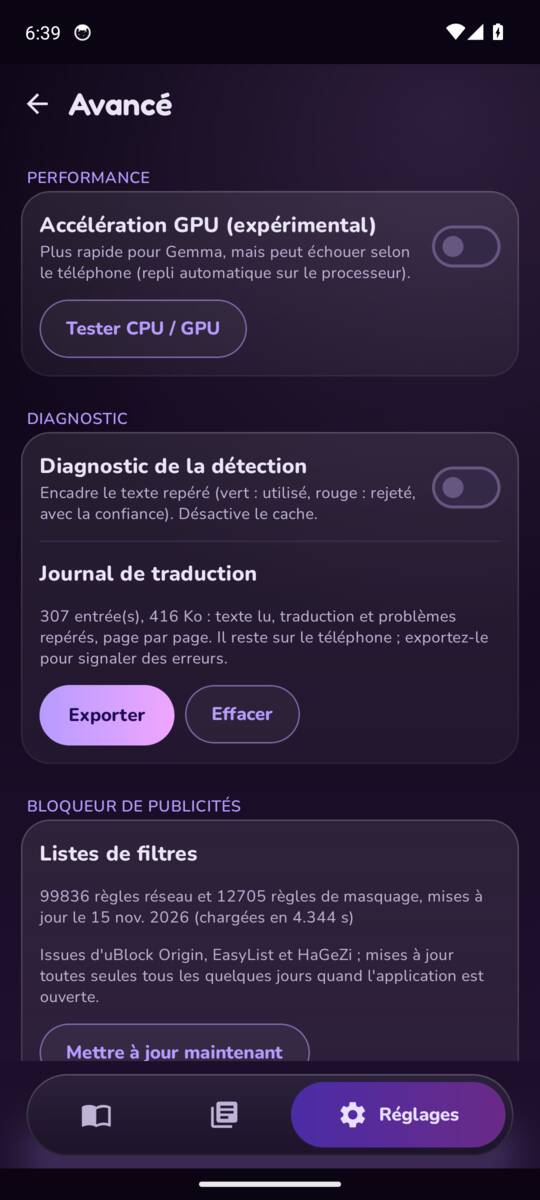 6:39
Avancé
PERFORMANCE
Accélération GPU (expérimental)
Plus rapide pour Gemma, mais peut échouer selon
le téléphone (repli automatique sur le processeur).
Tester CPU / GPU
DIAGNOSTIC
Diagnostic de la détection
Encadre le texte repéré (vert : utilisé, rouge : rejeté,
avec la confiance). Désactive le cache.
Journal de traduction
307 entrée(s), 416 Ko : texte lu, traduction et problèmes
repérés, page par page. Il reste sur le téléphone ; exportez-le
pour signaler des erreurs.
Exporter
Effacer
BLOQUEUR DE PUBLICITÉS
Listes de filtres
99836 règles réseau et 12705 règles de masquage, mises à
jour le 15 nov. 2026 (chargées en 4.344 s)
Issues d'uBlock Origin, EasyList et HaGeZi ; mises à jour
toutes seules tous les quelques jours quand l'application est
ouverte.
Mettre à jour maintenant
Réglages